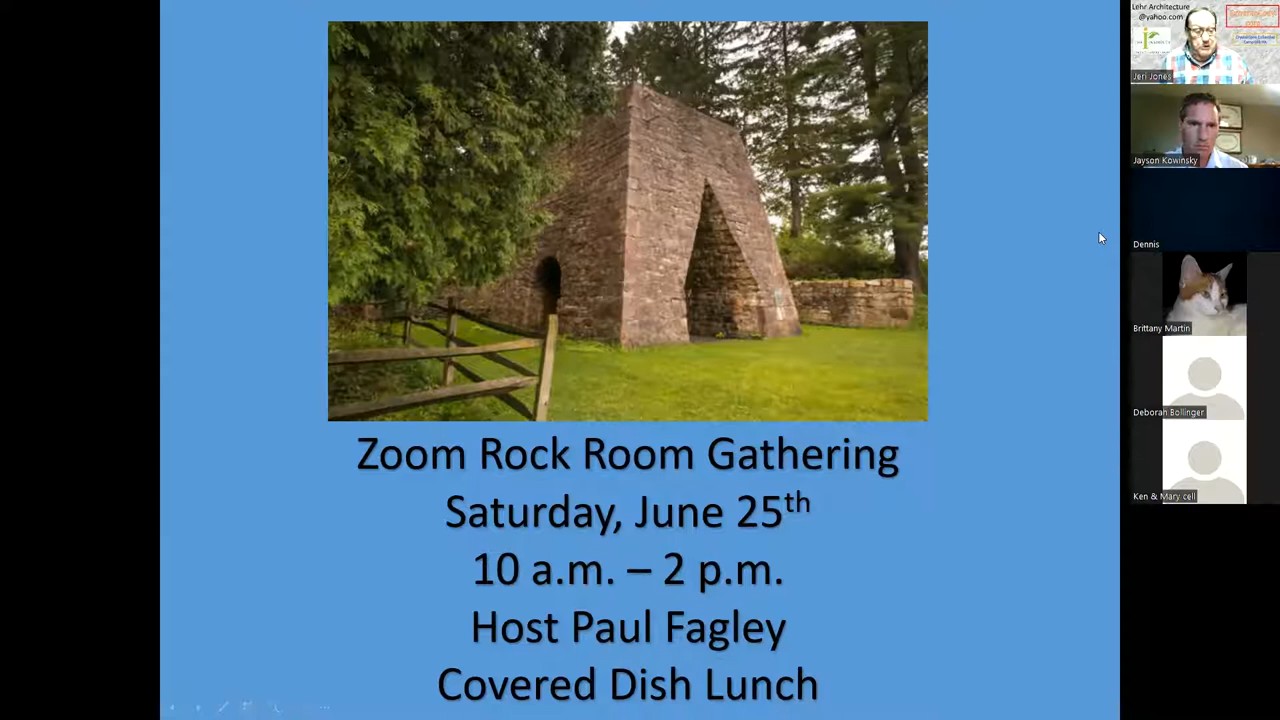 Zoom Rock Room Gathering
Saturday, June 25th
10 a.m. – 2 p.m.
Host Paul Fagley
Covered Dish Lunch
Lehr Architecture
@yahoo.com
Jeri Jones
Jayson Kowinsky
Dennis
Brittany Martin
Deborah Bollinger
Ken & Mary cell